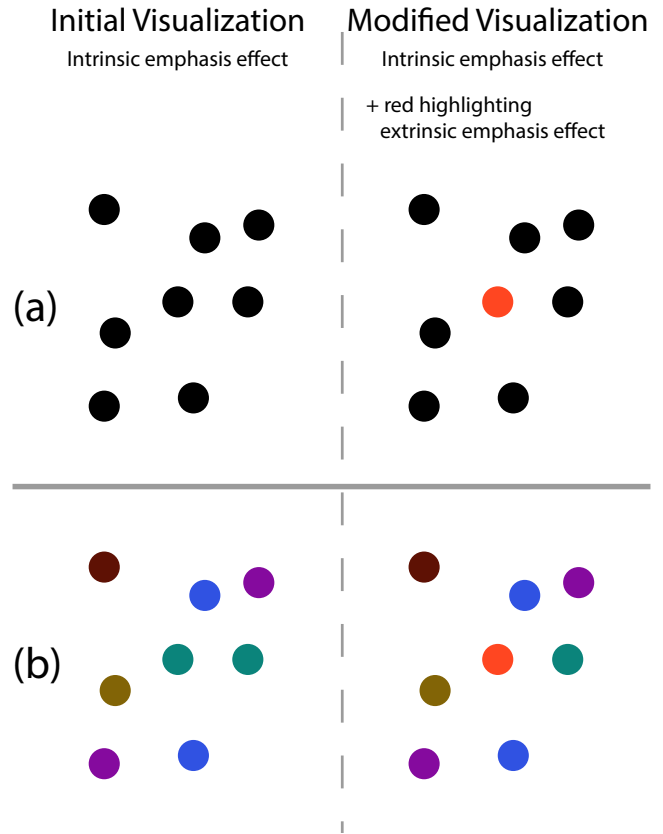 Initial Visualization
Intrinsic emphasis effect
Modified Visualization
Intrinsic emphasis effect
+ red highlighting
extrinsic emphasis effect
(a)
(b)